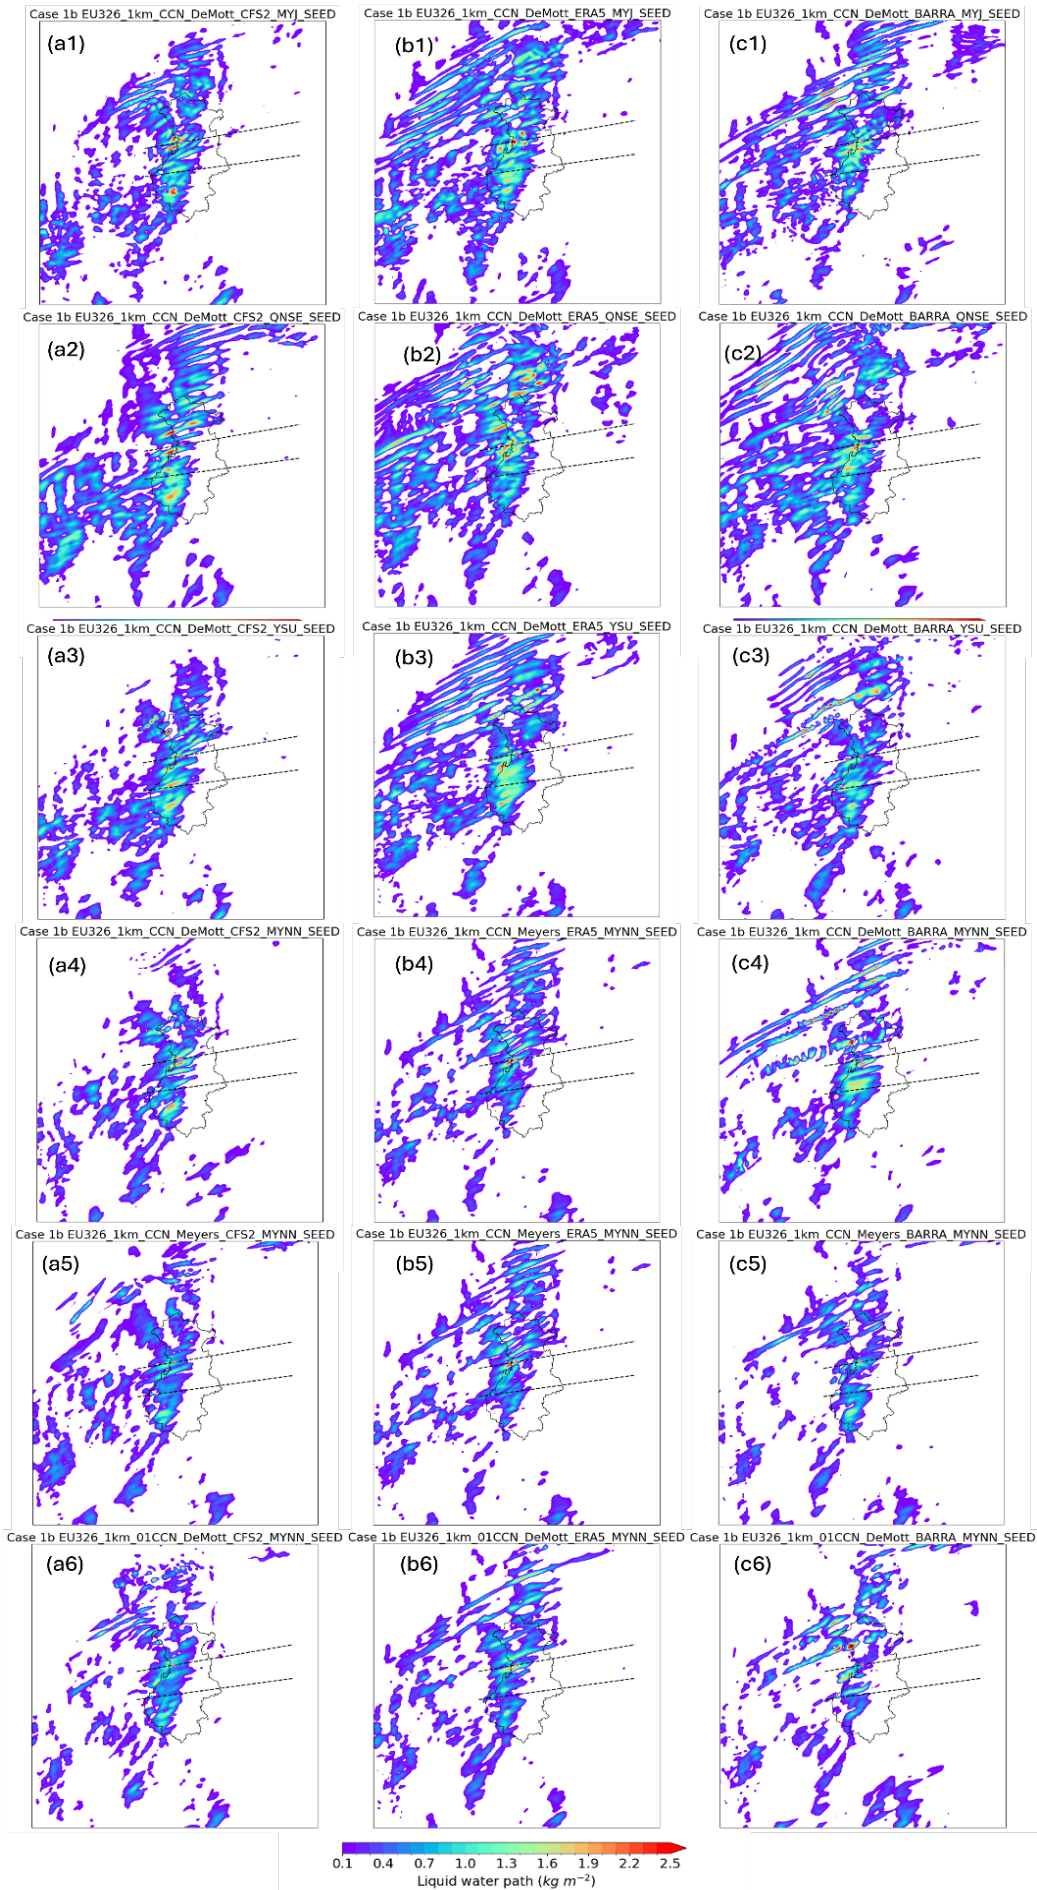 Case 1b EU326_1km_CCN_DeMott_CFS2_MYJ_SEED
Case 1b EU326_1km_CCN_DeMott_ERA5_MYJ_SEED
Case 1b EU326_1km_CCN_DeMott_BARRA_MYJ_SEED
(a1)
(b1)
(c1)
Case 1b EU326_1km_CCN_DeMott_CFS2_QNSE_SEED
Case 1b EU326_1km_CCN_DeMott_ERA5_QNSE_SEED
Case 1b EU326_1km_CCN_DeMott_BARRA_QNSE_SEED
(a2)
(b2)
(c2)
Case 1b EU326_1km_CCN_DeMott_CFS2_YSU_SEED
Case 1b EU326_1km_CCN_DeMott_ERA5_YSU_SEED
Case 1b EU326_1km_CCN_DeMott_BARRA_YSU_SEED
(a3)
(b3)
(c3)
Case 1b EU326_1km_CCN_DeMott_CFS2_MYNN_SEED
Case 1b EU326_1km_CCN_Meyers_ERA5_MYNN_SEED
Case 1b EU326_1km_CCN_DeMott_BARRA_MYNN_SEED
(a4)
(b4)
(c4)
Case 1b EU326_1km_CCN_Meyers_CFS2_MYNN_SEED
Case 1b EU326_1km_CCN_Meyers_ERA5_MYNN_SEED
Case 1b EU326_1km_CCN_Meyers_BARRA_MYNN_SEED
(a5)
(b5)
(c5)
Case 1b EU326_1km_01CCN_DeMott_CFS2_MYNN_SEED
Case 1b EU326_1km_01CCN_DeMott_ERA5_MYNN_SEED
Case 1b EU326_1km_01CCN_DeMott_BARRA_MYNN_SEED
(a6)
(b6)
(c6)
0.1 0.4 0.7 1.0 1.3 1.6 1.9 2.2 2.5
Liquid water path (kg m⁻²)